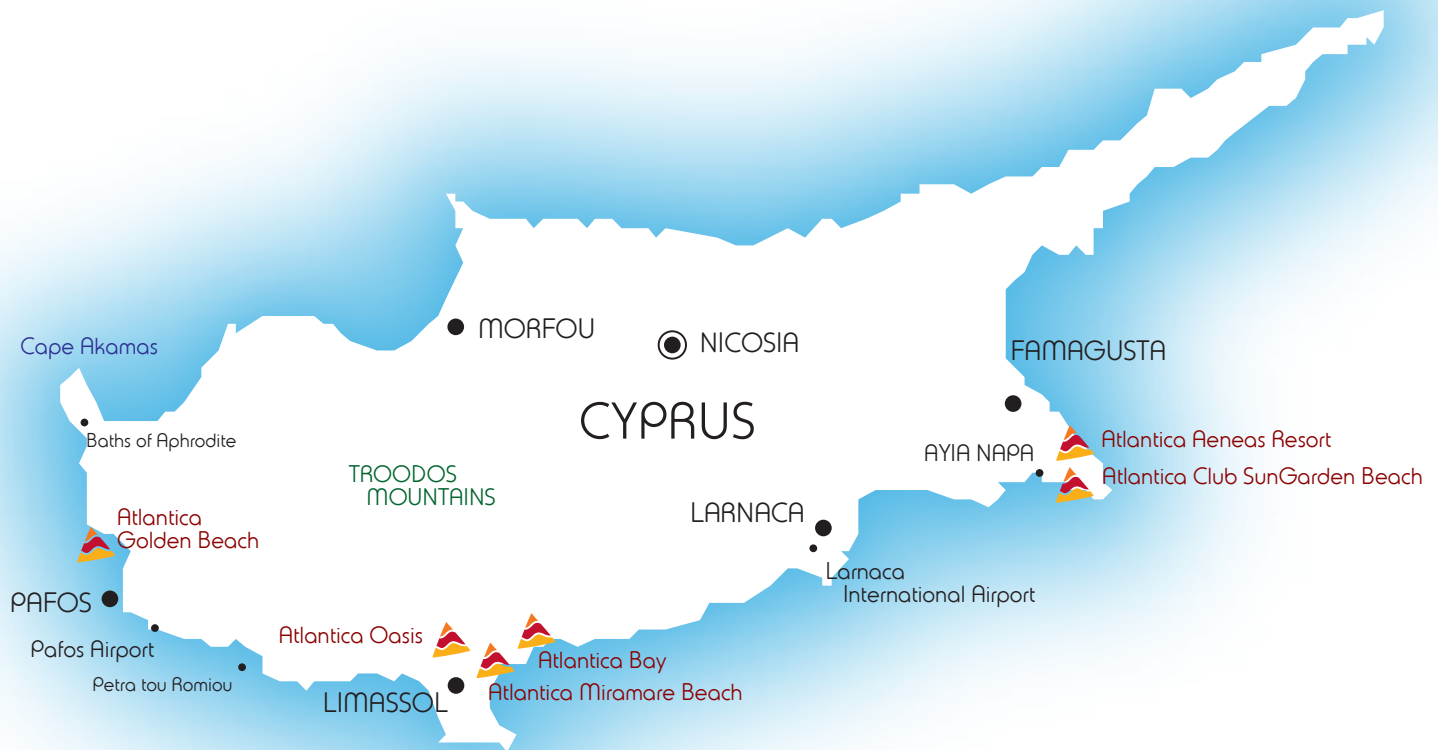 MORFOU
NICOSIA
Cape Akamas
FAMAGUSTA
CYPRUS
Baths of Aphrodite
Atlantica Aeneas Resort
AYIA NAPA
Atlantica Club SunGarden Beach
TROODOS
MOUNTAINS
LARNACA
Atlantica
Golden Beach
Larnaca
International Airport
PAFOS
Atlantica Oasis
Pafos Airport
Atlantica Bay
Petra tou Romiou
Atlantica Miramare Beach
LIMASSOL